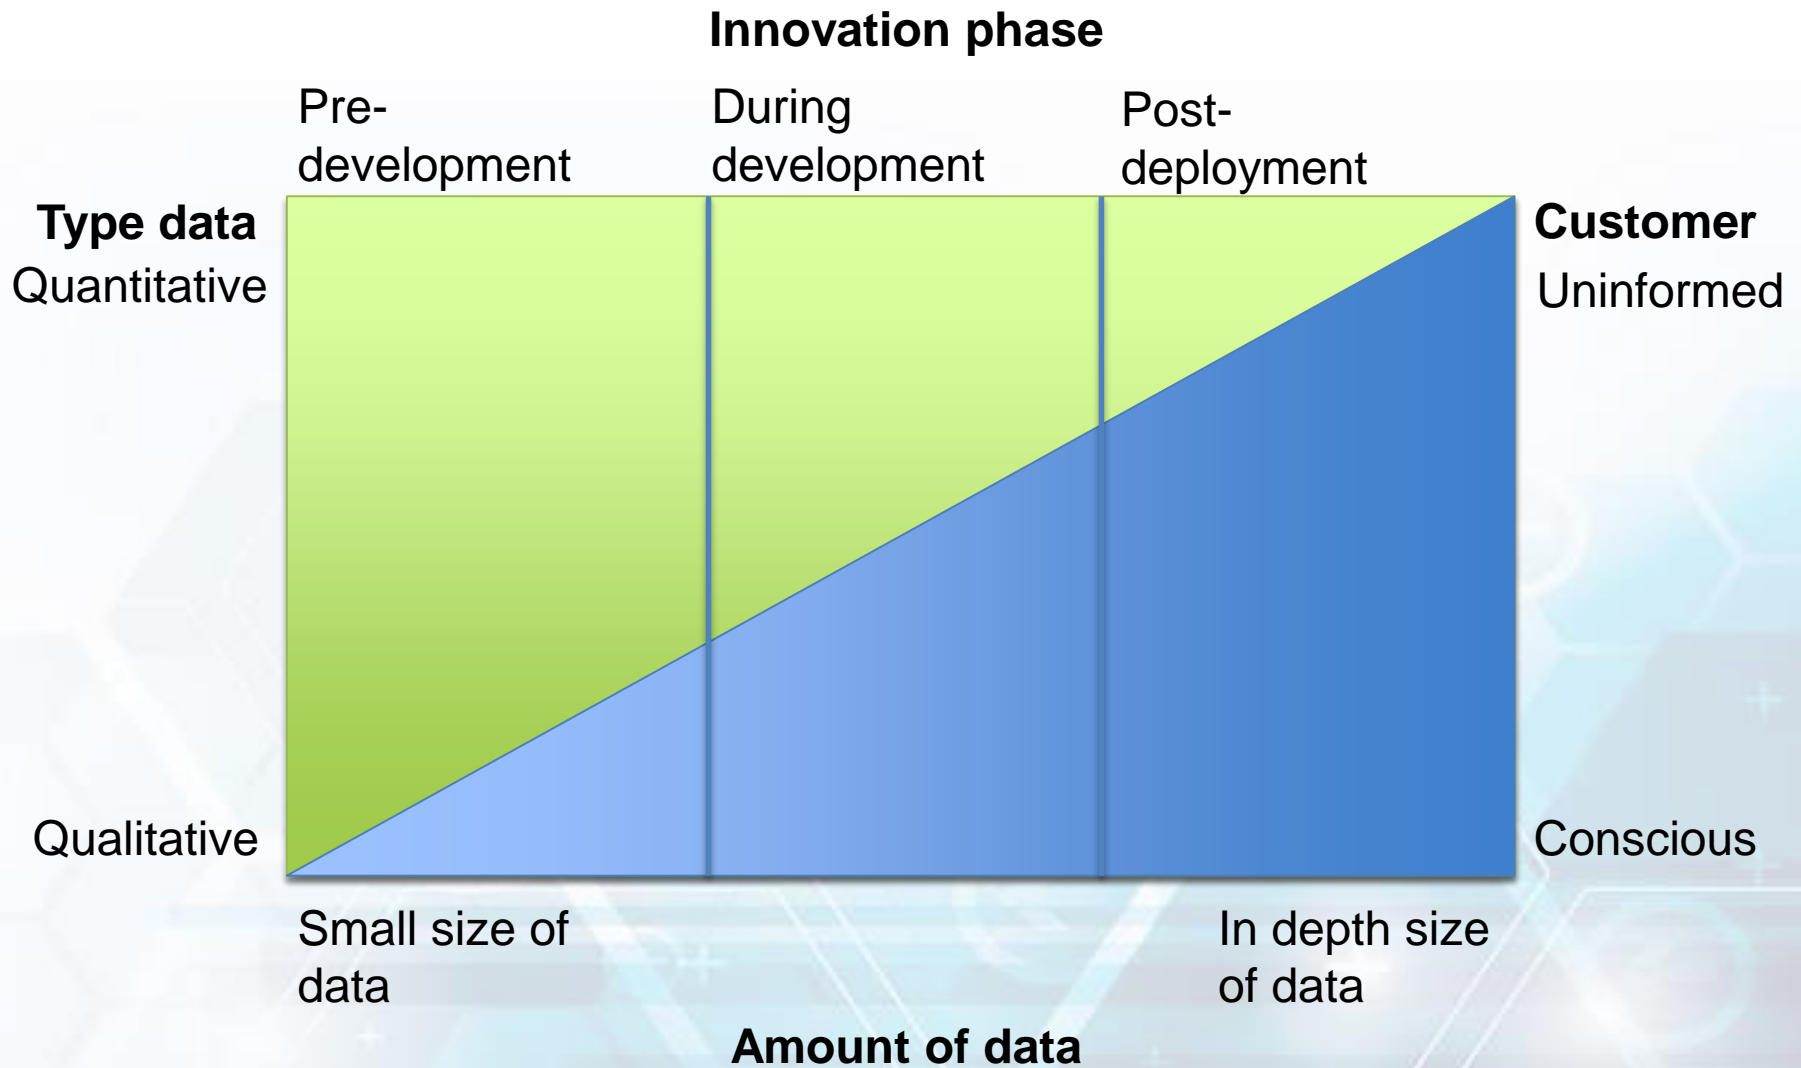 Innovation phase
Pre-
development
During
development
Post-
deployment
Type data
Quantitative
Customer
Uninformed
Qualitative
Conscious
Small size of
data
In depth size
of data
Amount of data